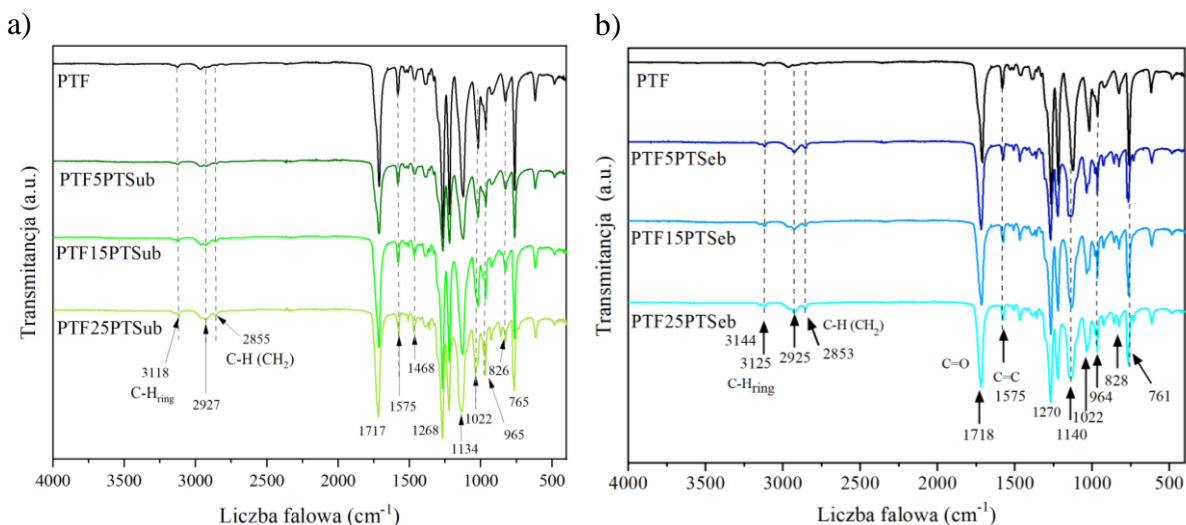 a)
Transmitancja (a.u.)
PTF
PTF5PTSub
PTF15PTSub
PTF25PTSub
3118
C-H_ring
2927
2855
C-H (CH₂)
1717
1575
1268
1468
1134
1022
826
965
765
4000 3500 3000 2500 2000 1500 1000 500
Liczba falowa (cm⁻¹)
b)
Transmitancja (a.u.)
PTF
PTF5PTSeb
PTF15PTSeb
PTF25PTSeb
3144
3125
C-H_ring
2925
C-H (CH₂)
2853
C=O
1718
C=C
1575
1270
1140
1022
964
828
761
4000 3500 3000 2500 2000 1500 1000 500
Liczba falowa (cm⁻¹)